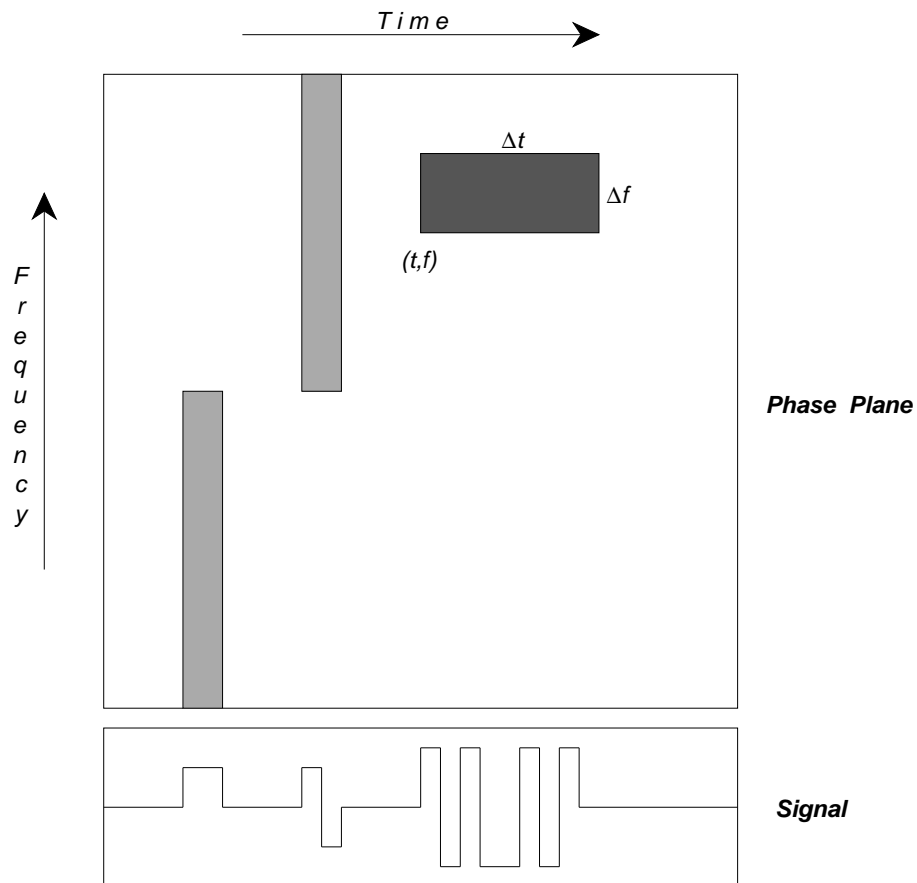 Time
Δt
Δf
(t,f)
Frequency
Phase Plane
Signal